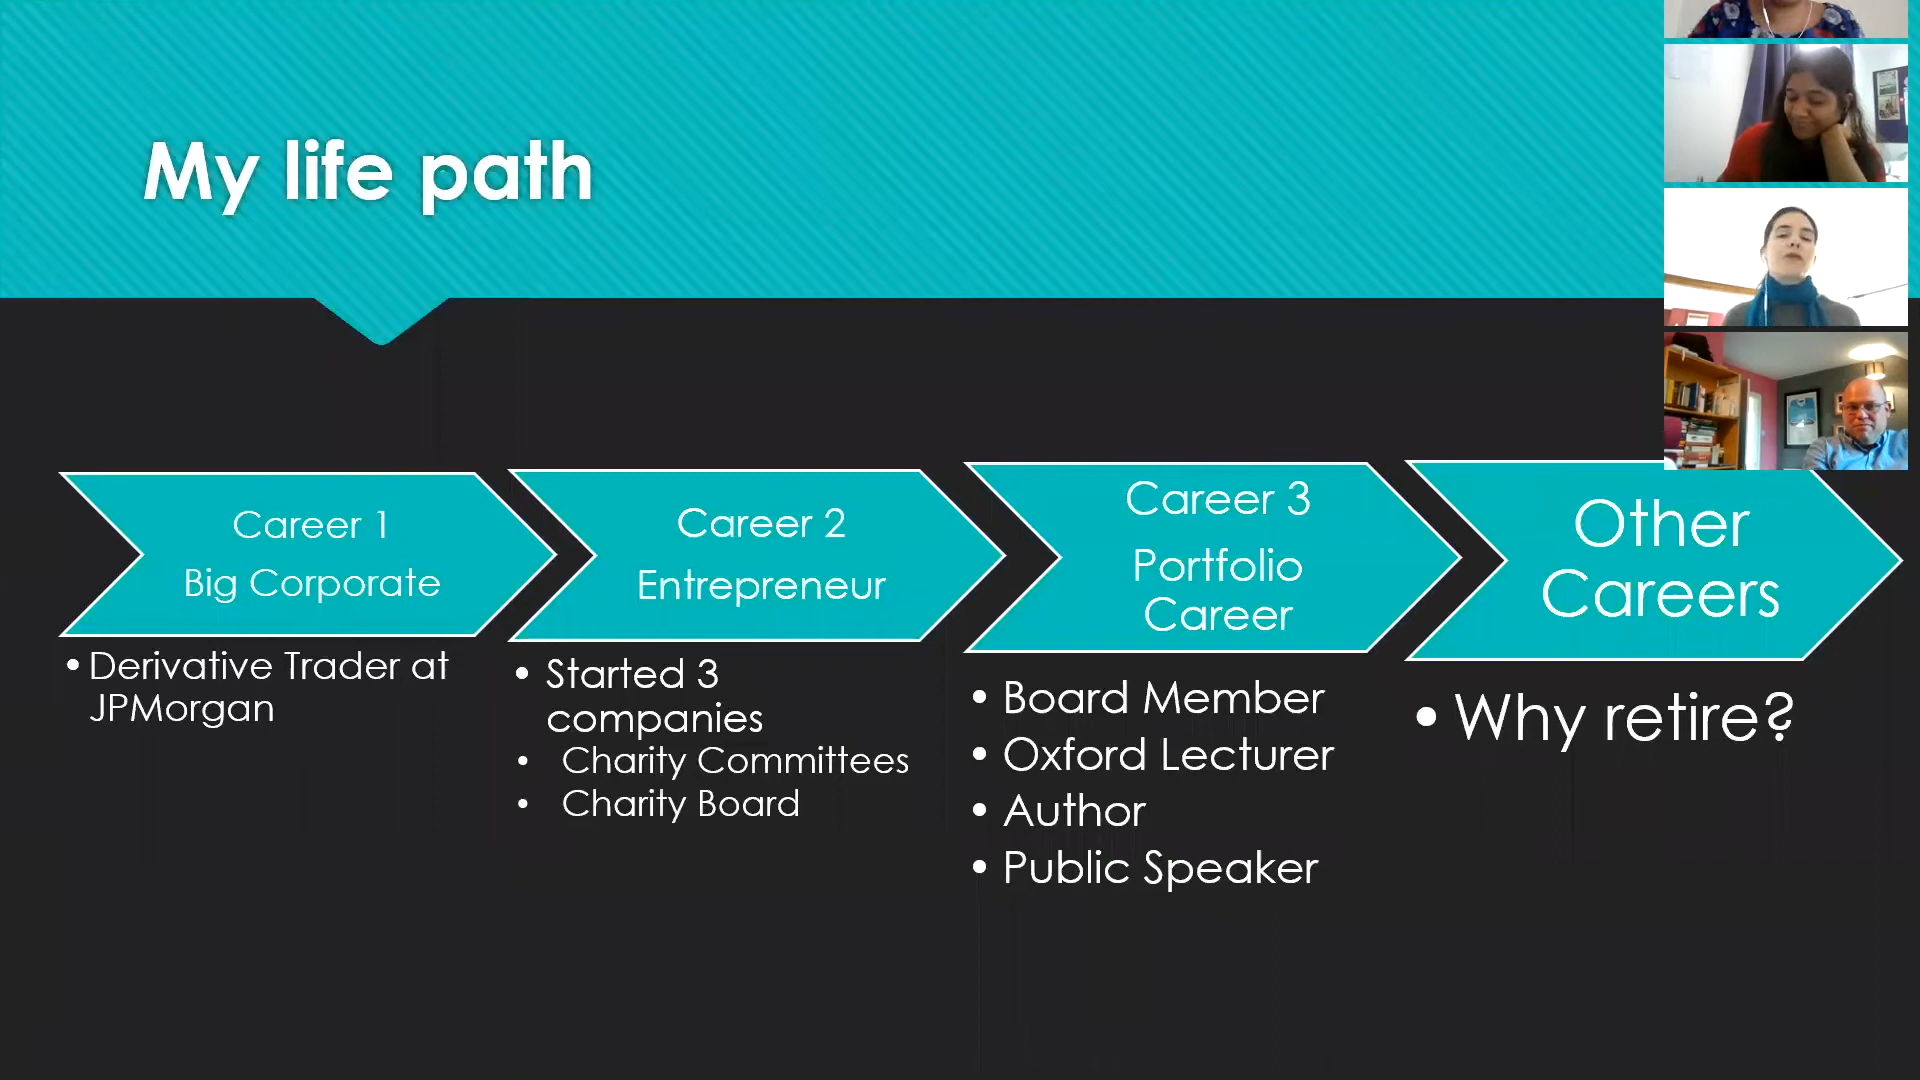 My life path
Career 1
Big Corporate
• Derivative Trader at
JPMorgan
Career 2
Entrepreneur
• Started 3
companies
• Charity Committees
• Charity Board
Career 3
Portfolio
Career
• Board Member
• Oxford Lecturer
• Author
• Public Speaker
Other
Careers
• Why retire?